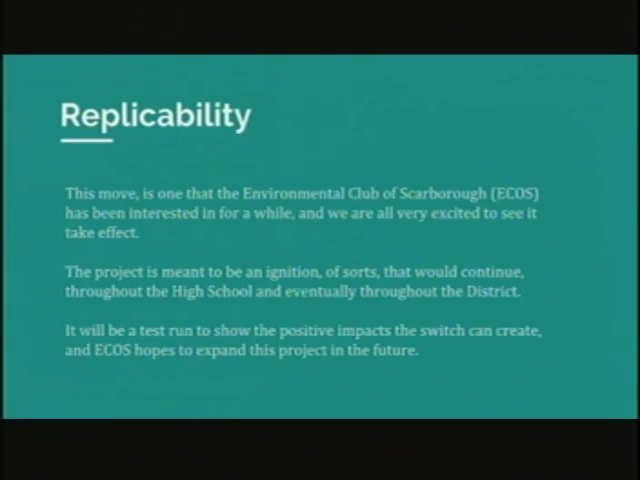 Replicability
This move, is one that the Environmental Club of Scarborough (ECOS)
has been interested in for a while, and we are all very excited to see it
take effect.
The project is meant to be an ignition, of sorts, that would continue,
throughout the High School and eventually throughout the District.
It will be a test run to show the positive impacts the switch can create,
and ECOS hopes to expand this project in the future.